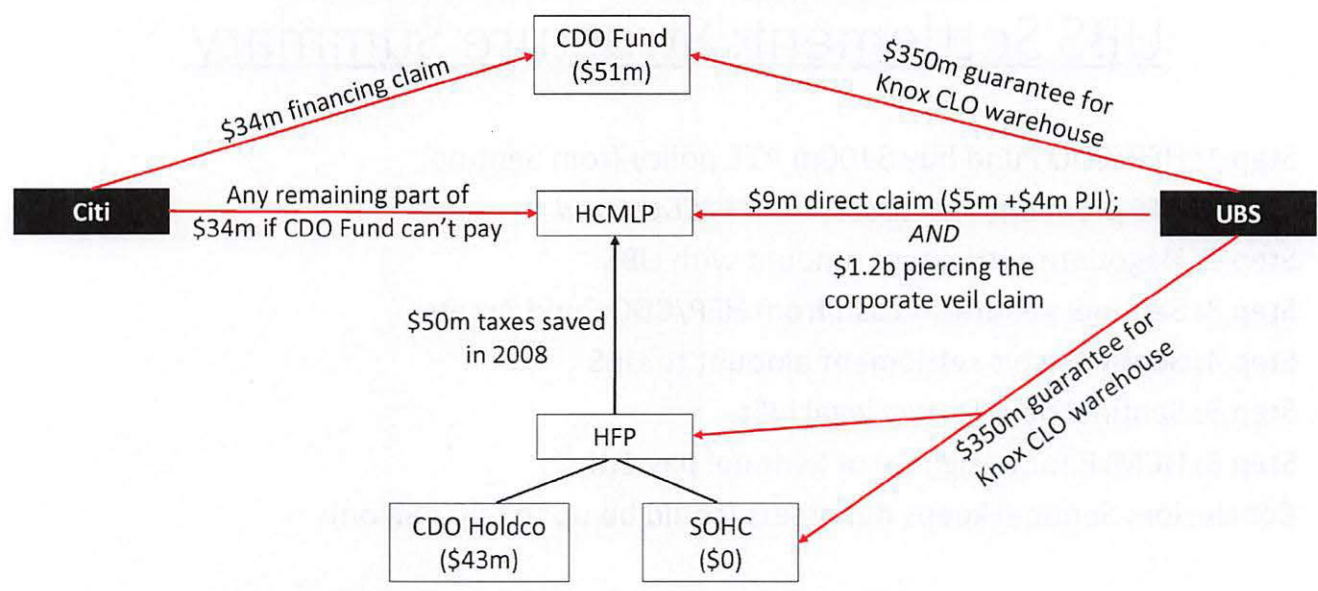 CDO Fund
($51m)
$34m financing claim
$350m guarantee for
Knox CLO warehouse
Citi
Any remaining part of
$34m if CDO Fund can't pay
HCMLP
$9m direct claim ($5m +$4m PJI);
AND
$1.2b piercing the
corporate veil claim
UBS
$50m taxes saved
in 2008
$350m guarantee for
Knox CLO warehouse
HFP
CDO Holdco
($43m)
SOHC
($0)